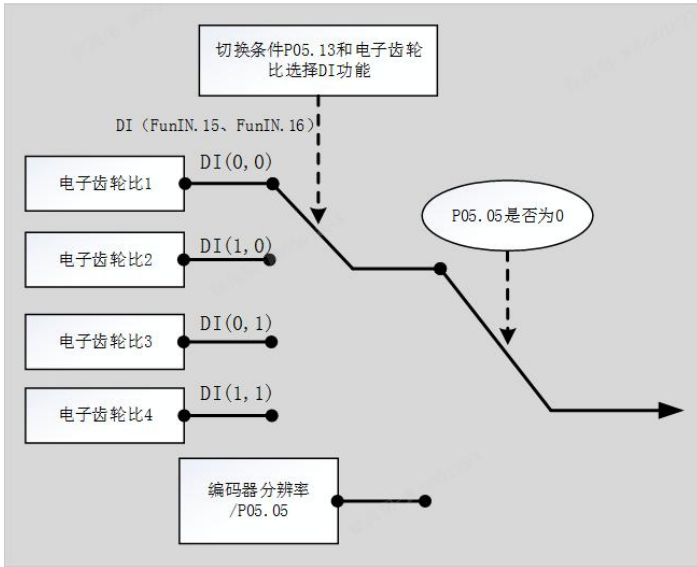 切换条件P05.13和电子齿轮
比选择DI功能
DI（FunIN.15、FunIN.16）
DI(0,0)
电子齿轮比1
P05.05是否为0
DI(1,0)
电子齿轮比2
DI(0,1)
电子齿轮比3
DI(1,1)
电子齿轮比4
编码器分辨率
/P05.05